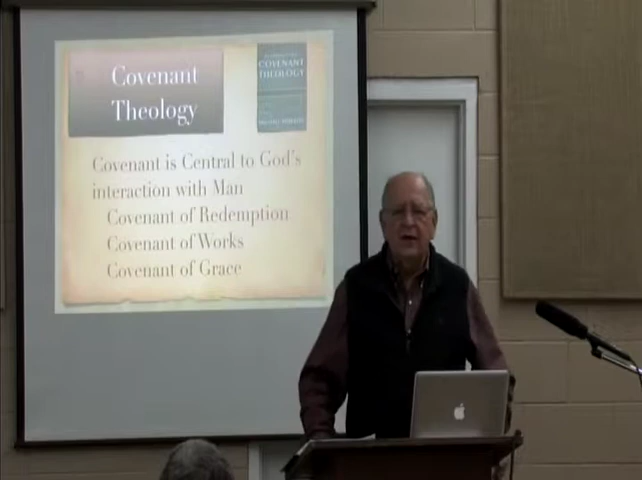 Covenant
Theology
COVENANT
THEOLOGY
Covenant is Central to God's
interaction with Man
Covenant of Redemption
Covenant of Works
Covenant of Grace